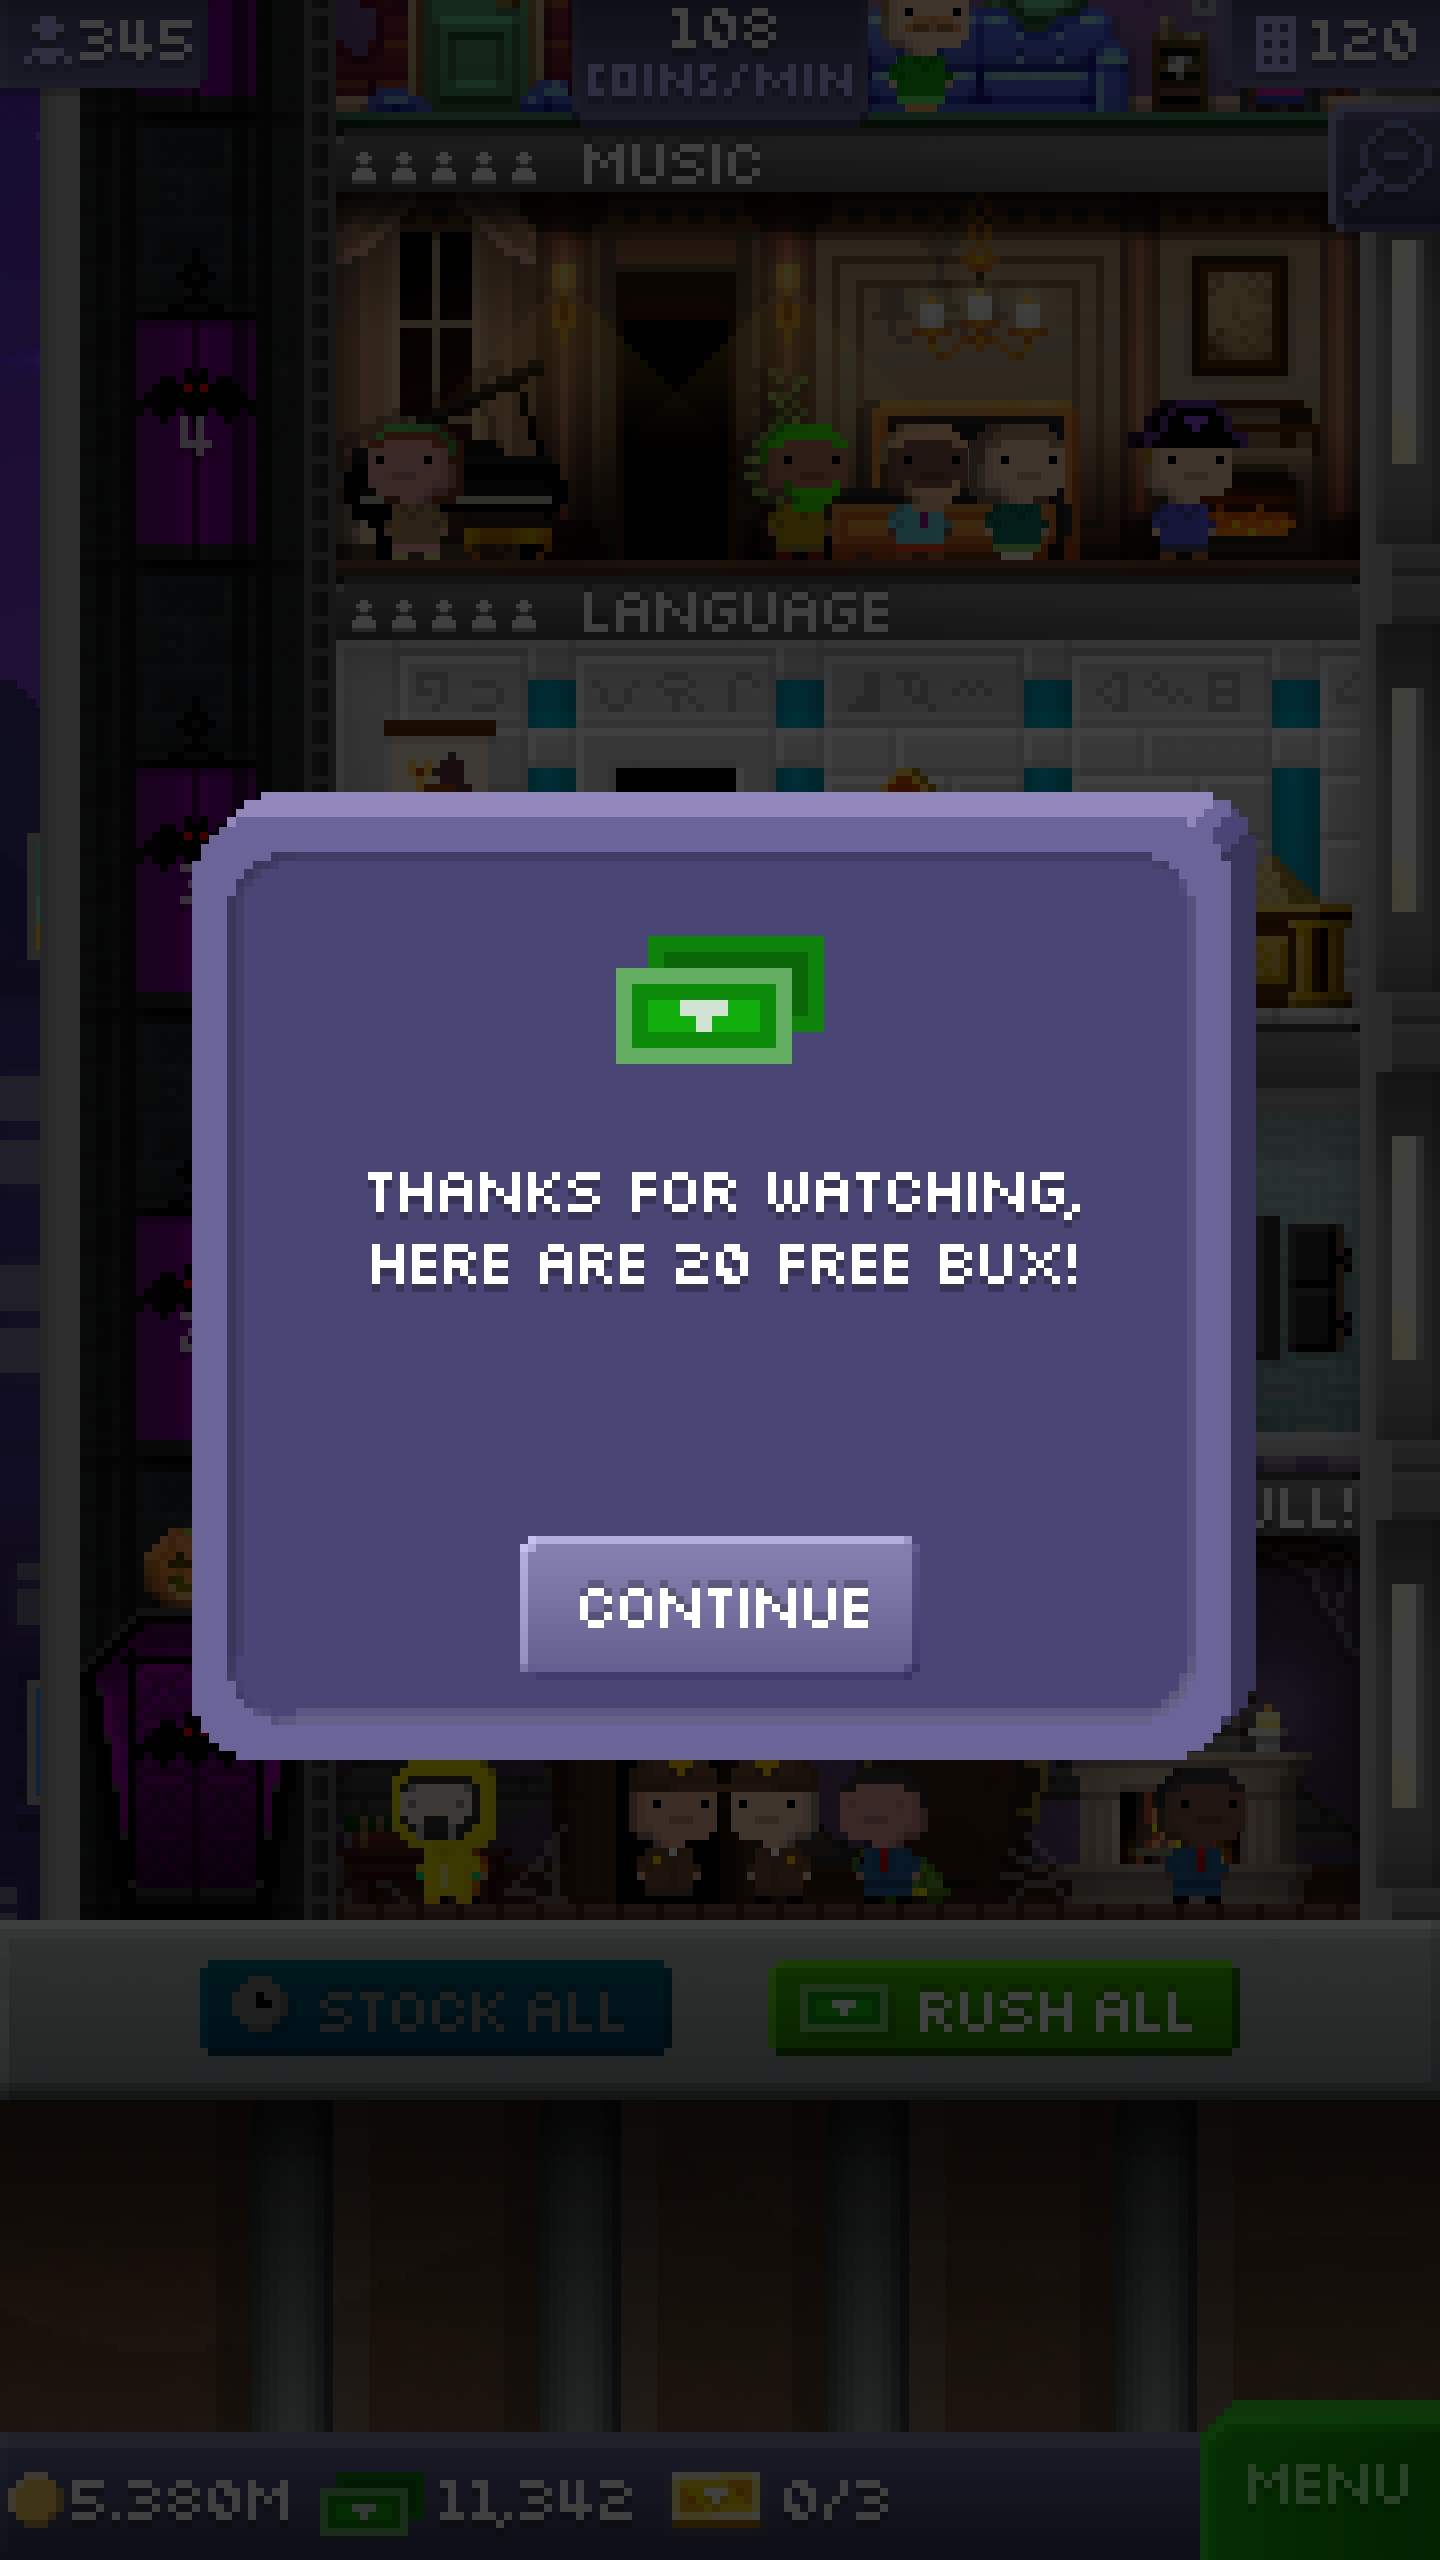 345
108
COINS/MIN
120
MUSIC
4
LANGUAGE
THANKS FOR WATCHING,
HERE ARE 20 FREE BUX!
CONTINUE
STOCK ALL
RUSH ALL
5.380M
11,342
0/3
MENU